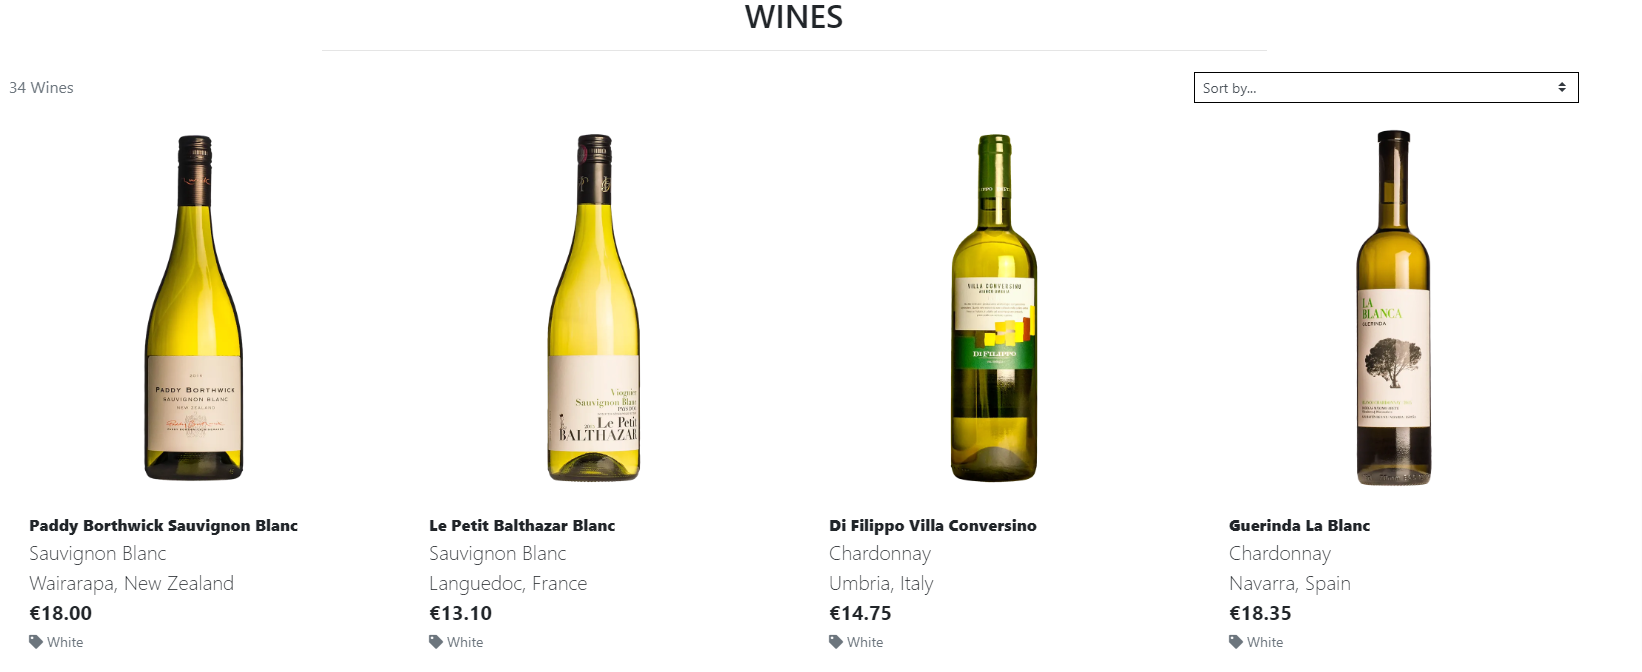 WINES
34 Wines
Sort by...
PADDY BORTHWICK
SAUVIGNON BLANC
NEW ZEALAND
Viognier
Sauvignon Blanc
Le Petit
BALTHAZAR
VILLA CONVERSINO
DI FILIPPO
LA
BLANCA
GUERINDA
Paddy Borthwick Sauvignon Blanc
Sauvignon Blanc
Wairarapa, New Zealand
€18.00
White
Le Petit Balthazar Blanc
Sauvignon Blanc
Languedoc, France
€13.10
White
Di Filippo Villa Conversino
Chardonnay
Umbria, Italy
€14.75
White
Guerinda La Blanc
Chardonnay
Navarra, Spain
€18.35
White